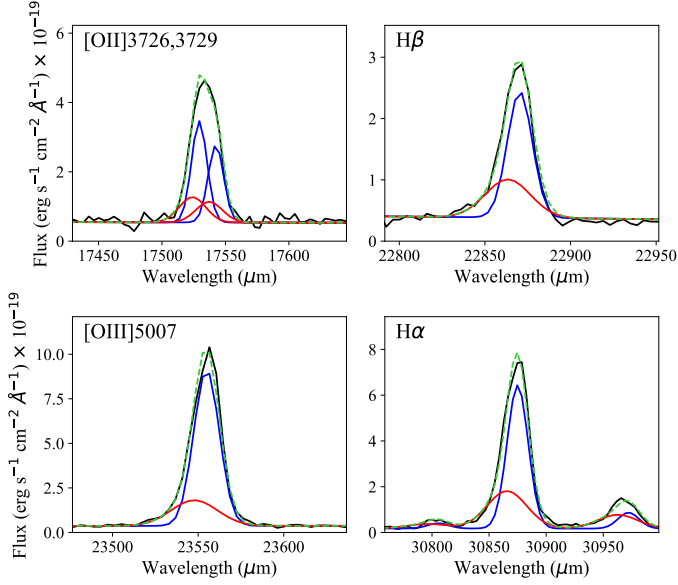 [OII]3726,3729
Flux (erg s⁻¹ cm⁻² Å⁻¹) × 10⁻¹⁹
6
4
2
0
17450 17500 17550 17600
Wavelength (μm)
Hβ
3
2
1
0
22800 22850 22900 22950
Wavelength (μm)
[OIII]5007
Flux (erg s⁻¹ cm⁻² Å⁻¹) × 10⁻¹⁹
10.0
7.5
5.0
2.5
0.0
23500 23550 23600
Wavelength (μm)
Hα
8
6
4
2
0
30800 30850 30900 30950
Wavelength (μm)